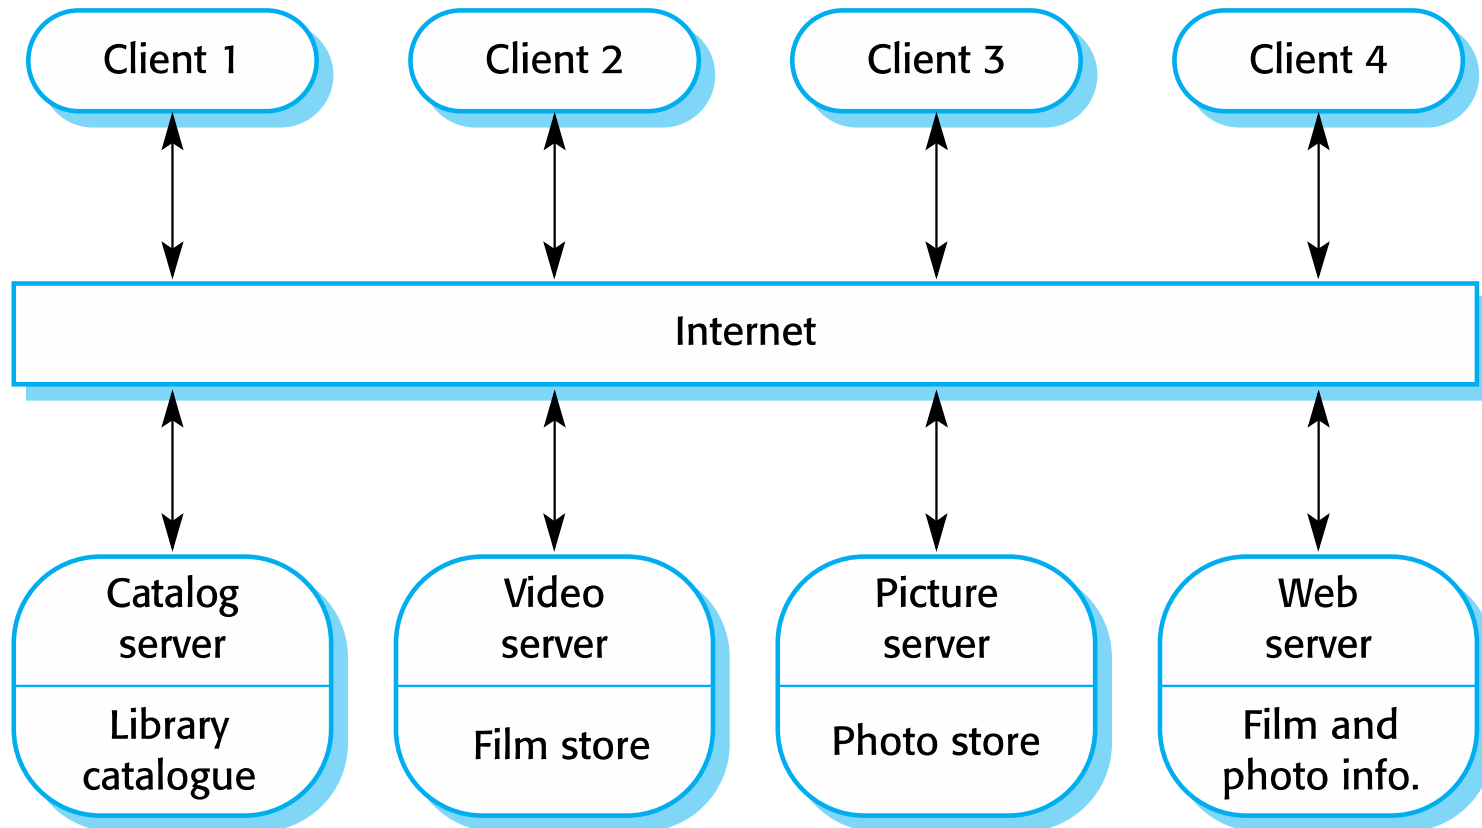 Client 1
Client 2
Client 3
Client 4
Internet
Catalog
server
Library
catalogue
Video
server
Film store
Picture
server
Photo store
Web
server
Film and
photo info.